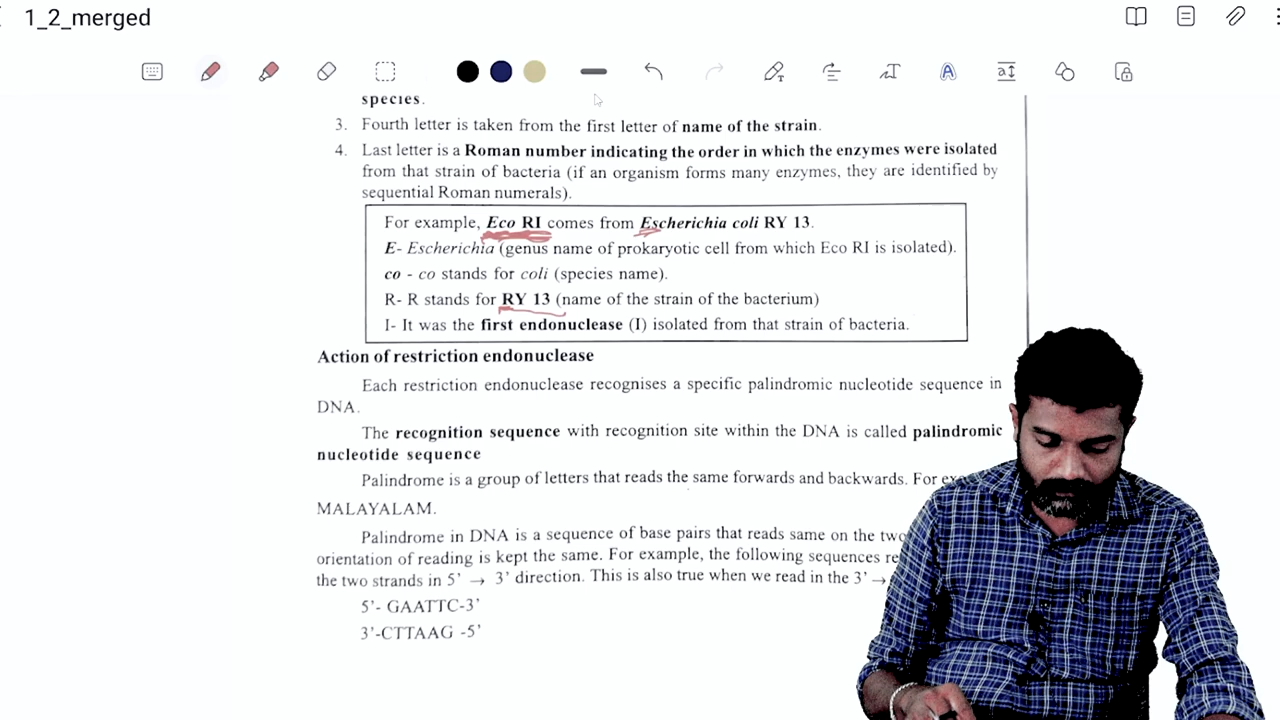 1_2_merged
species.
3. Fourth letter is taken from the first letter of name of the strain.
4. Last letter is a Roman number indicating the order in which the enzymes were isolated
from that strain of bacteria (if an organism forms many enzymes, they are identified by
sequential Roman numerals).
For example, Eco RI comes from Escherichia coli RY 13.
E- Escherichia (genus name of prokaryotic cell from which Eco RI is isolated).
co - co stands for coli (species name).
R- R stands for RY 13 (name of the strain of the bacterium)
I- It was the first endonuclease (I) isolated from that strain of bacteria.
Action of restriction endonuclease
Each restriction endonuclease recognises a specific palindromic nucleotide sequence in
DNA.
The recognition sequence with recognition site within the DNA is called palindromic
nucleotide sequence
Palindrome is a group of letters that reads the same forwards and backwards. For
MALAYALAM.
Palindrome in DNA is a sequence of base pairs that reads same on the two
orientation of reading is kept the same. For example, the following sequences
the two strands in 5' → 3' direction. This is also true when we read in the 3' →
5'- GAATTC-3'
3'-CTTAAG -5'